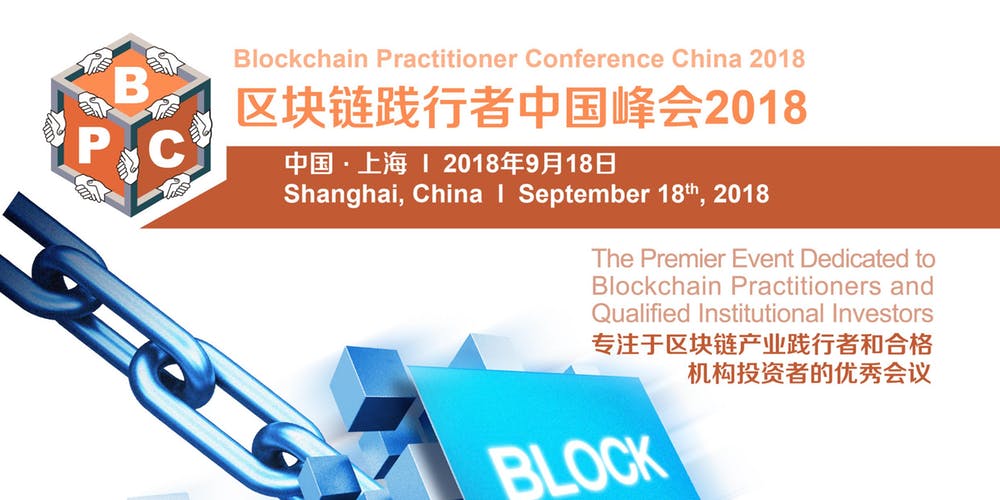 B
P C
Blockchain Practitioner Conference China 2018
区块链践行者中国峰会2018
中国 · 上海 I 2018年9月18日
Shanghai, China I September 18th, 2018
The Premier Event Dedicated to
Blockchain Practitioners and
Qualified Institutional Investors
专注于区块链产业践行者和合格
机构投资者的优秀会议
BLOCK